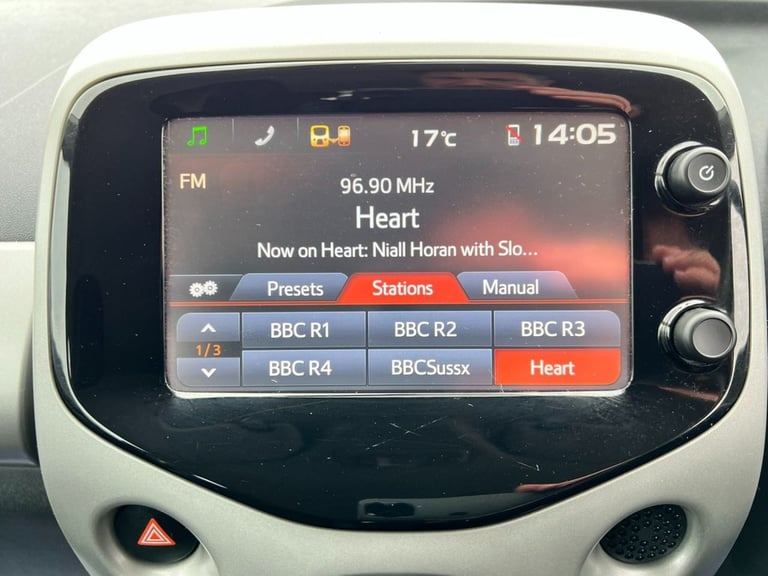 17°C 14:05
FM
96.90 MHz
Heart
Now on Heart: Niall Horan with Slo...
Presets Stations Manual
BBC R1 BBC R2 BBC R3
1/3
BBC R4 BBCSussx Heart